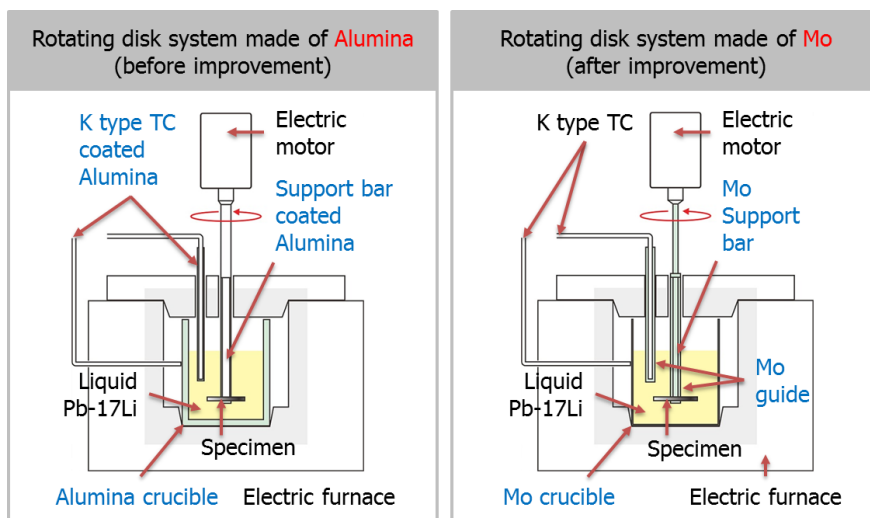 Rotating disk system made of Alumina
(before improvement)
K type TC
coated
Alumina
Electric
motor
Support bar
coated
Alumina
Liquid
Pb-17Li
Specimen
Alumina crucible
Electric furnace
Rotating disk system made of Mo
(after improvement)
K type TC
Electric
motor
Mo
Support
bar
Liquid
Pb-17Li
Mo
guide
Specimen
Mo crucible
Electric furnace